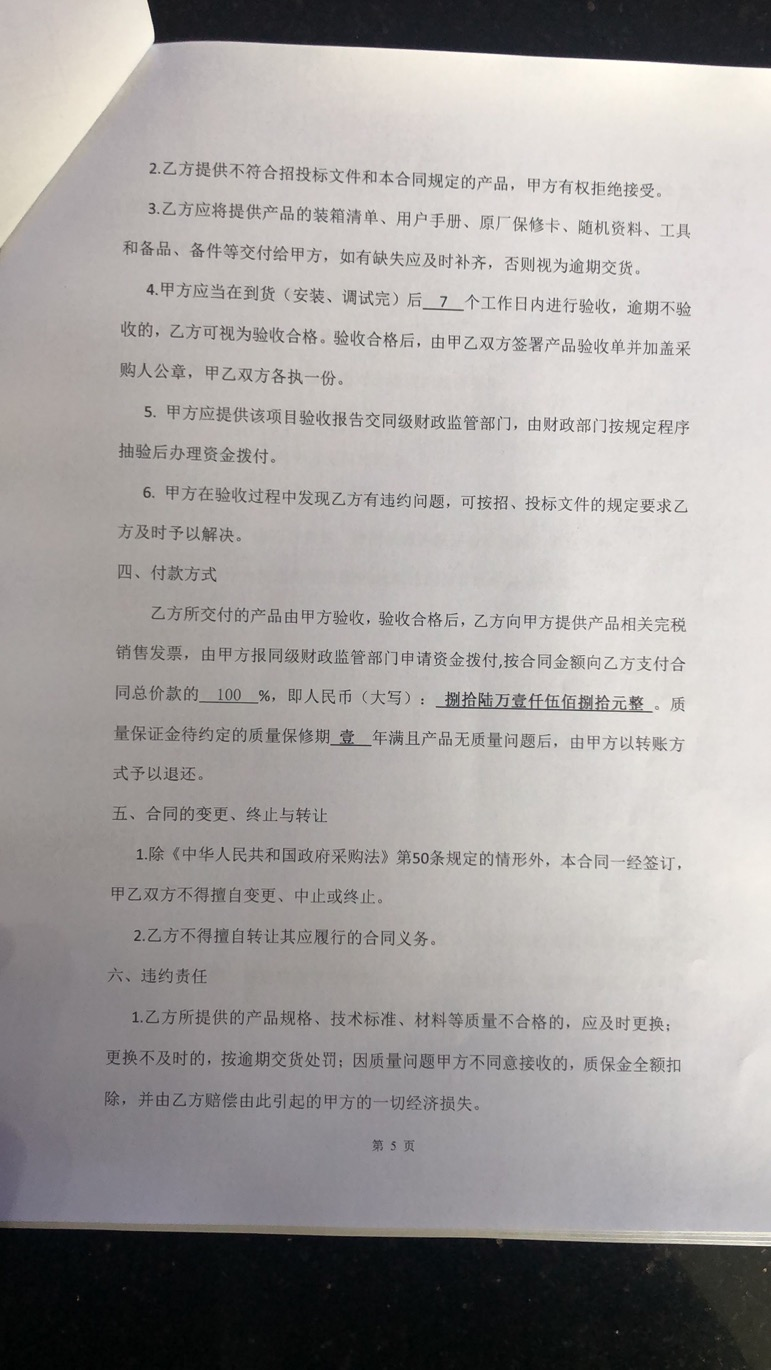 2.乙方提供不符合招投标文件和本合同规定的产品，甲方有权拒绝接受。
3.乙方应将提供产品的装箱清单、用户手册、原厂保修卡、随机资料、工具
和备品、备件等交付给甲方，如有缺失应及时补齐，否则视为逾期交货。
4.甲方应当在到货（安装、调试完）后 7 个工作日内进行验收，逾期不验
收的，乙方可视为验收合格。验收合格后，由甲乙双方签署产品验收单并加盖采
购人公章，甲乙双方各执一份。
5. 甲方应提供该项目验收报告交同级财政监管部门，由财政部门按规定程序
抽验后办理资金拨付。
6. 甲方在验收过程中发现乙方有违约问题，可按招、投标文件的规定要求乙
方及时予以解决。
四、付款方式
乙方所交付的产品由甲方验收，验收合格后，乙方向甲方提供产品相关完税
销售发票，由甲方报同级财政监管部门申请资金拨付,按合同金额向乙方支付合
同总价款的 100 %，即人民币（大写）： 捌拾陆万壹仟伍佰捌拾元整 。质
量保证金待约定的质量保修期 壹 年满且产品无质量问题后，由甲方以转账方
式予以退还。
五、合同的变更、终止与转让
1.除《中华人民共和国政府采购法》第50条规定的情形外，本合同一经签订，
甲乙双方不得擅自变更、中止或终止。
2.乙方不得擅自转让其应履行的合同义务。
六、违约责任
1.乙方所提供的产品规格、技术标准、材料等质量不合格的，应及时更换；
更换不及时的，按逾期交货处罚；因质量问题甲方不同意接收的，质保金全额扣
除，并由乙方赔偿由此引起的甲方的一切经济损失。
第 5 页